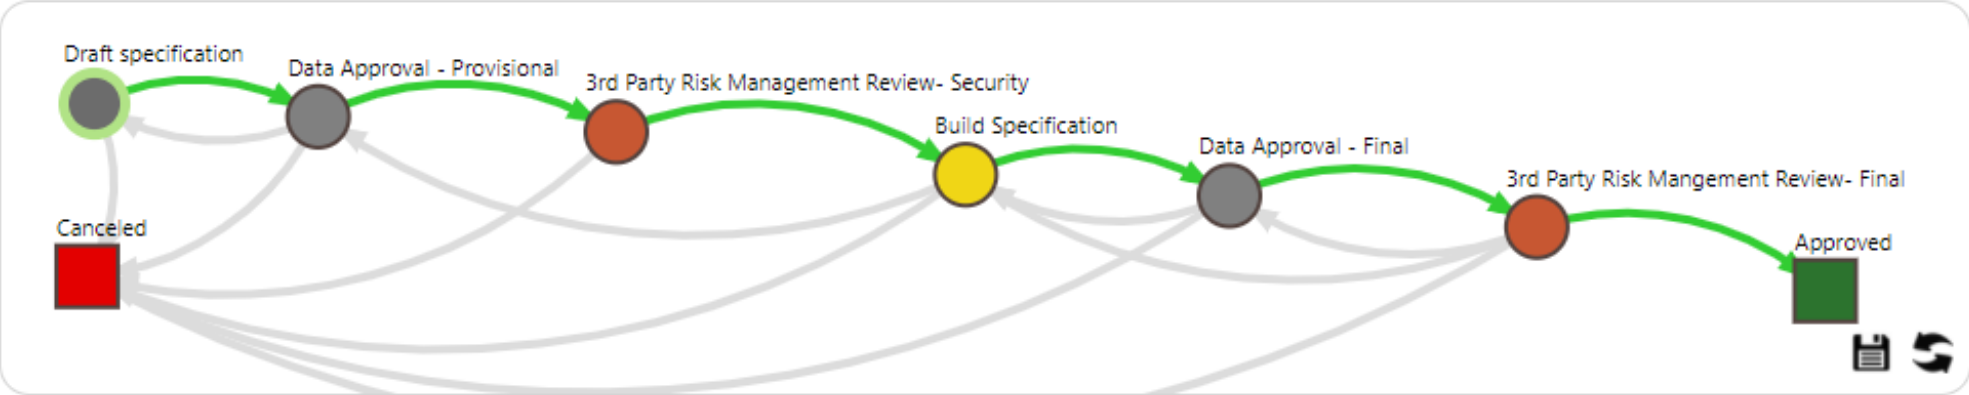 Draft specification
Data Approval - Provisional
3rd Party Risk Management Review- Security
Build Specification
Data Approval - Final
3rd Party Risk Mangement Review- Final
Canceled
Approved